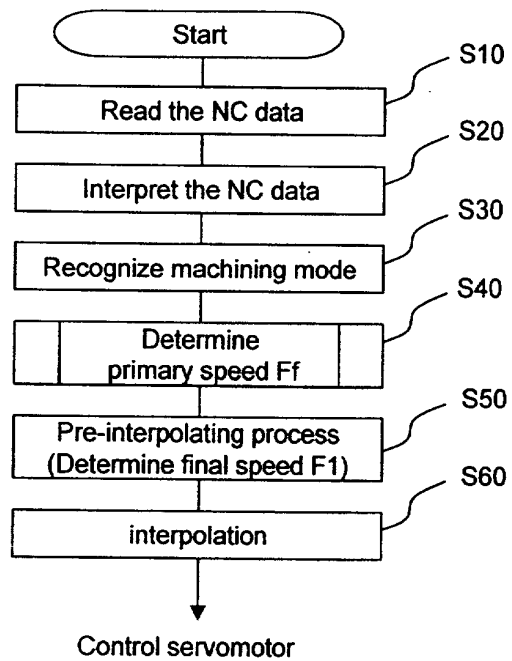 Start
S10
Read the NC data
S20
Interpret the NC data
S30
Recognize machining mode
S40
Determine
primary speed Ff
S50
Pre-interpolating process
(Determine final speed F1)
S60
interpolation
Control servomotor